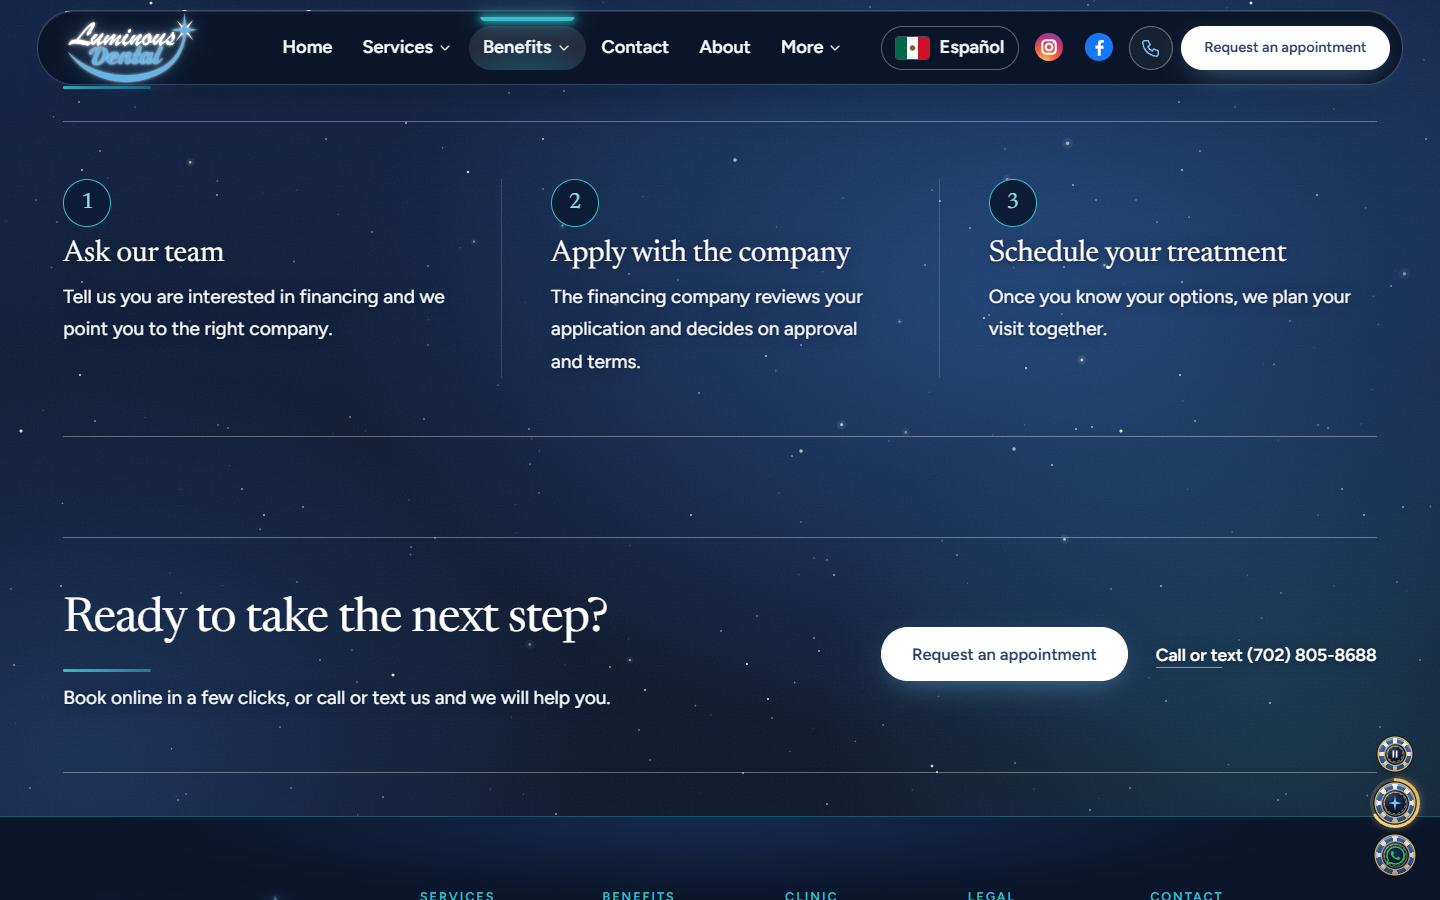 Luminous
Dental
Home
Services
Benefits
Contact
About
More
Español
Request an appointment
1
2
3
Ask our team
Apply with the company
Schedule your treatment
Tell us you are interested in financing and we
point you to the right company.
The financing company reviews your
application and decides on approval
and terms.
Once you know your options, we plan your
visit together.
Ready to take the next step?
Book online in a few clicks, or call or text us and we will help you.
Request an appointment
Call or text (702) 805-8688
SERVICES
BENEFITS
CLINIC
LEGAL
CONTACT